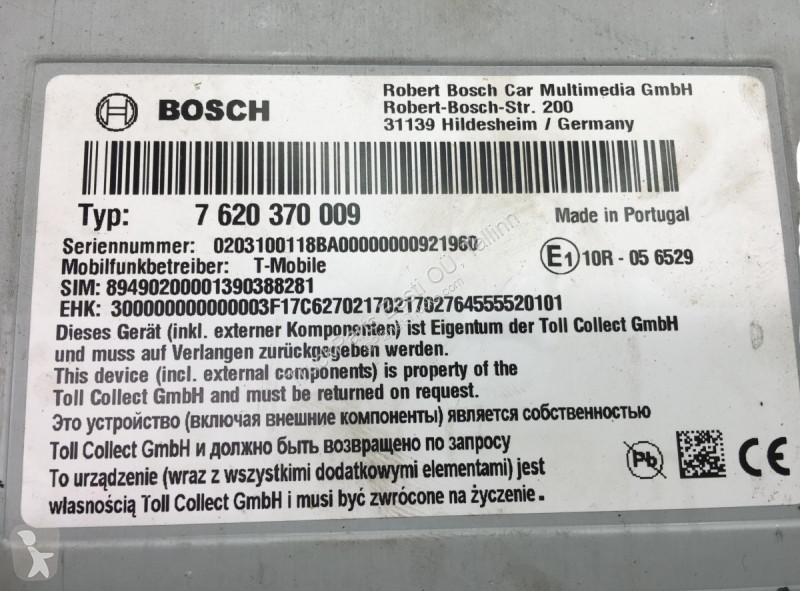 BOSCH
Robert Bosch Car Multimedia GmbH
Robert-Bosch-Str. 200
31139 Hildesheim / Germany
Typ: 7 620 370 009
Made in Portugal
Seriennummer: 0203100118BA00000000921960
Mobilfunkbetreiber: T-Mobile
E1 10R - 05 6529
SIM: 894902000001390388281
EHK: 300000000000003F17C6270217021702764555520101
Dieses Gerät (inkl. externer Komponenten) ist Eigentum der Toll Collect GmbH
und muss auf Verlangen zurückgegeben werden.
This device (incl. external components) is property of the
Toll Collect GmbH and must be returned on request.
Это устройство (включая внешние компоненты) является собственностью
Toll Collect GmbH и должно быть возвращено по запросу
To urządzenie (wraz z wszystkimi dodatkowymi elementami) jest
własnością Toll Collect GmbH i musi być zwrócone na życzenie.
Pb
CE